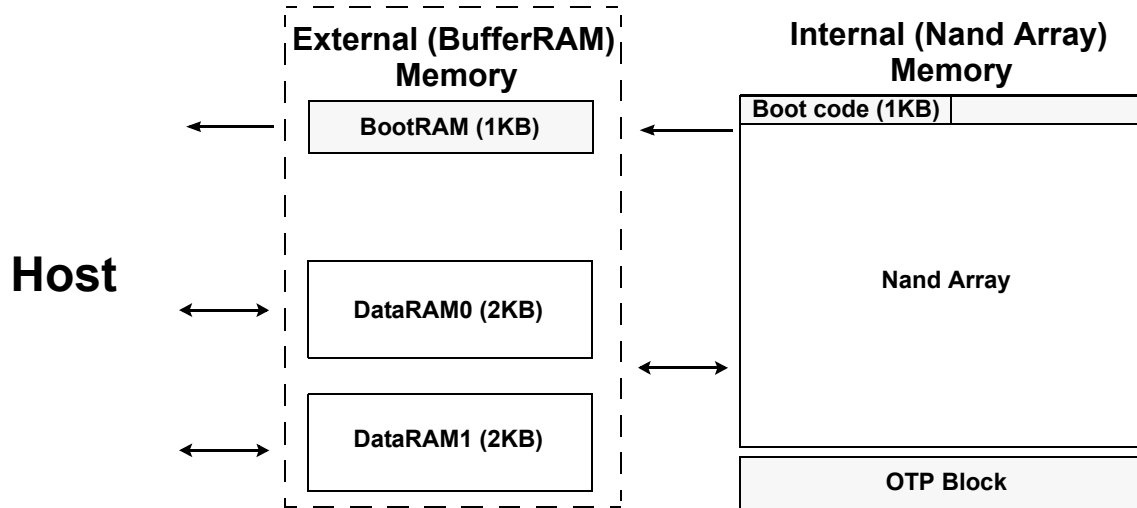 External (BufferRAM)
Memory
Internal (Nand Array)
Memory
BootRAM (1KB)
Boot code (1KB)
Host
DataRAM0 (2KB)
Nand Array
DataRAM1 (2KB)
OTP Block